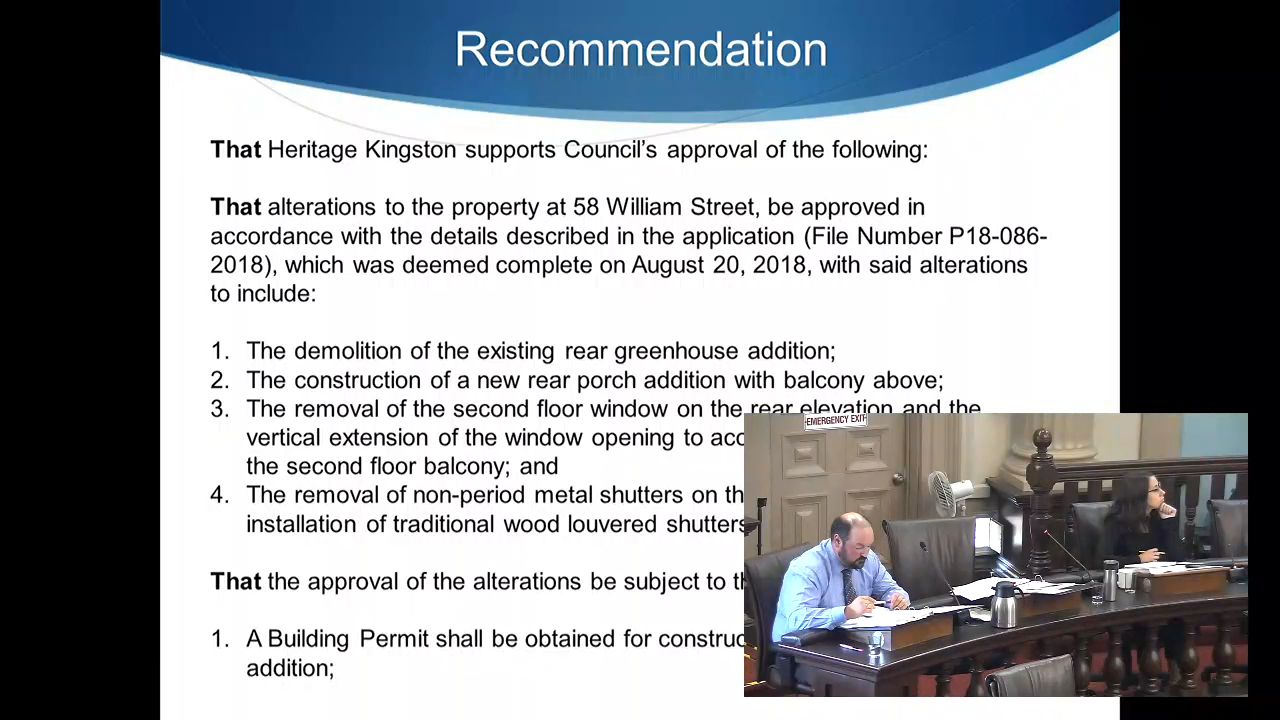 Recommendation
That Heritage Kingston supports Council's approval of the following:
That alterations to the property at 58 William Street, be approved in
accordance with the details described in the application (File Number P18-086-
2018), which was deemed complete on August 20, 2018, with said alterations
to include:
1. The demolition of the existing rear greenhouse addition;
2. The construction of a new rear porch addition with balcony above;
3. The removal of the second floor window on the rear elevation and the
vertical extension of the window opening to
the second floor balcony; and
4. The removal of non-period metal shutters on
installation of traditional wood louvered shutters
That the approval of the alterations be subject to
1. A Building Permit shall be obtained for
addition;
EMERGENCY EXIT